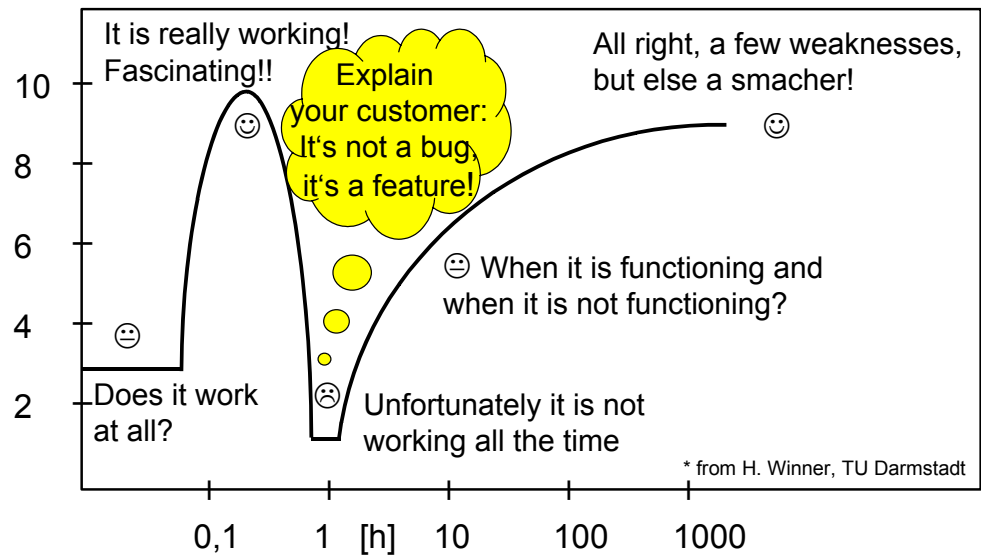 It is really working!
Fascinating!!
Explain
your customer:
It‘s not a bug,
it‘s a feature!
All right, a few weaknesses,
but else a smacher!
10
8
6
4
2
When it is functioning and
when it is not functioning?
Does it work
at all?
Unfortunately it is not
working all the time
* from H. Winner, TU Darmstadt
0,1 1 [h] 10 100 1000